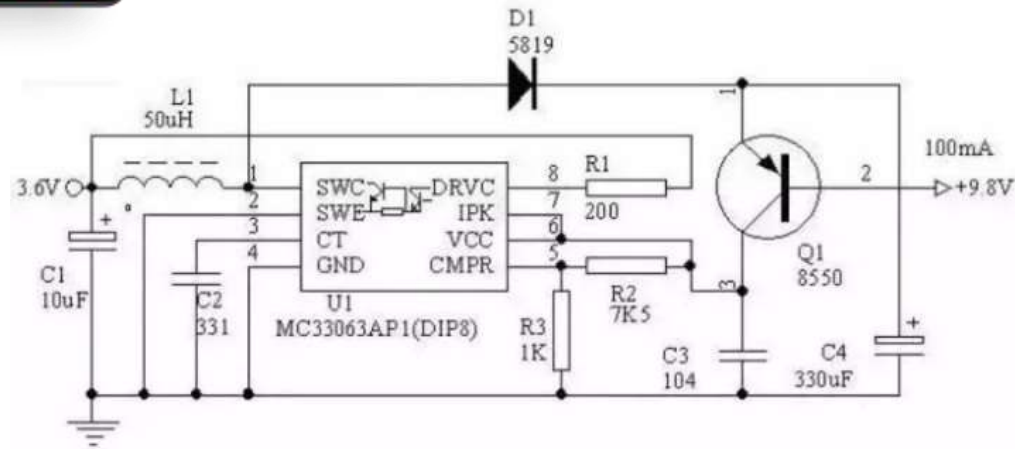 D1
5819
L1
50uH
3.6V
1
2
3
4
SWC
SWE
CT
GND
DRVC
IPK
VCC
CMPR
8
7
6
5
R1
200
1
2
3
100mA
+9.8V
Q1
8550
+
C1
10uF
C2
331
U1
MC33063AP1(DIP8)
R2
7K5
R3
1K
C3
104
C4
330uF
+